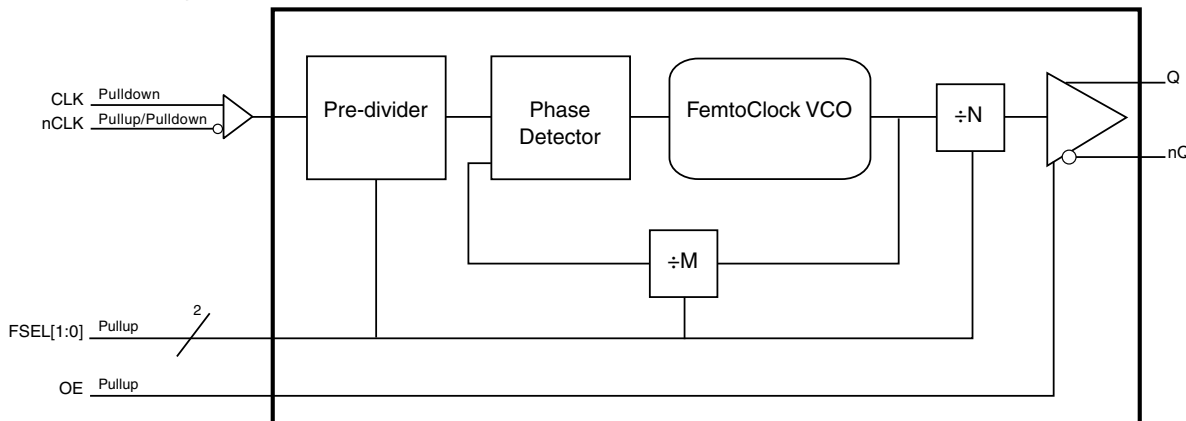 CLK Pulldown
nCLK Pullup/Pulldown
Pre-divider
Phase
Detector
FemtoClock VCO
÷N
Q
nQ
÷M
2
FSEL[1:0] Pullup
OE Pullup